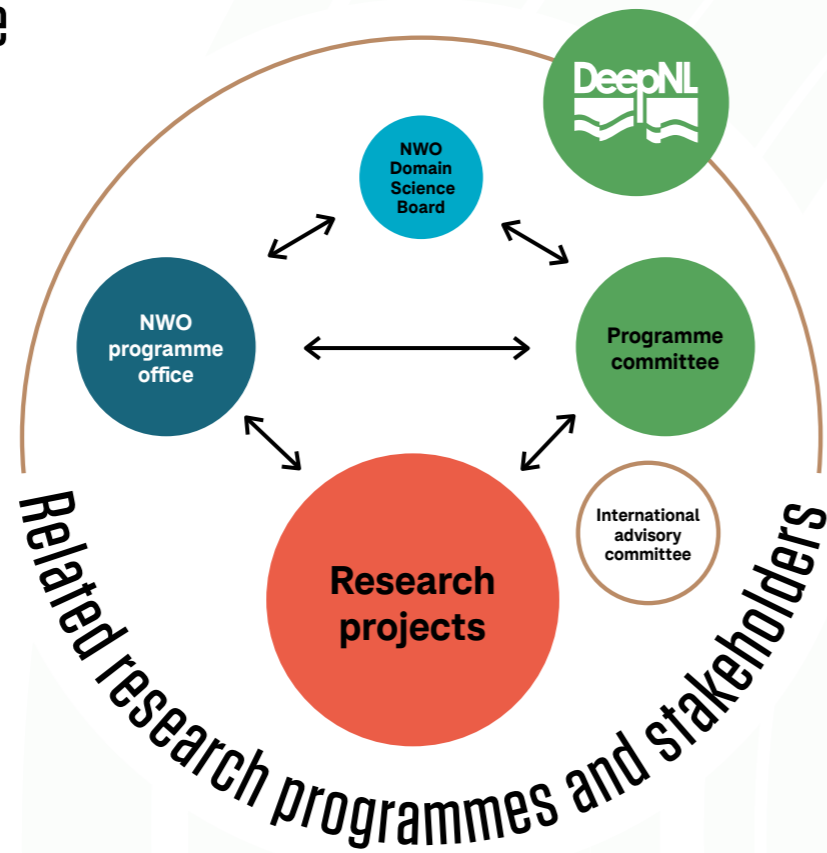 DeepNL
NWO
Domain
Science
Board
NWO
programme
office
Programme
committee
International
advisory
committee
Research
projects
Related research programmes and stakeholders